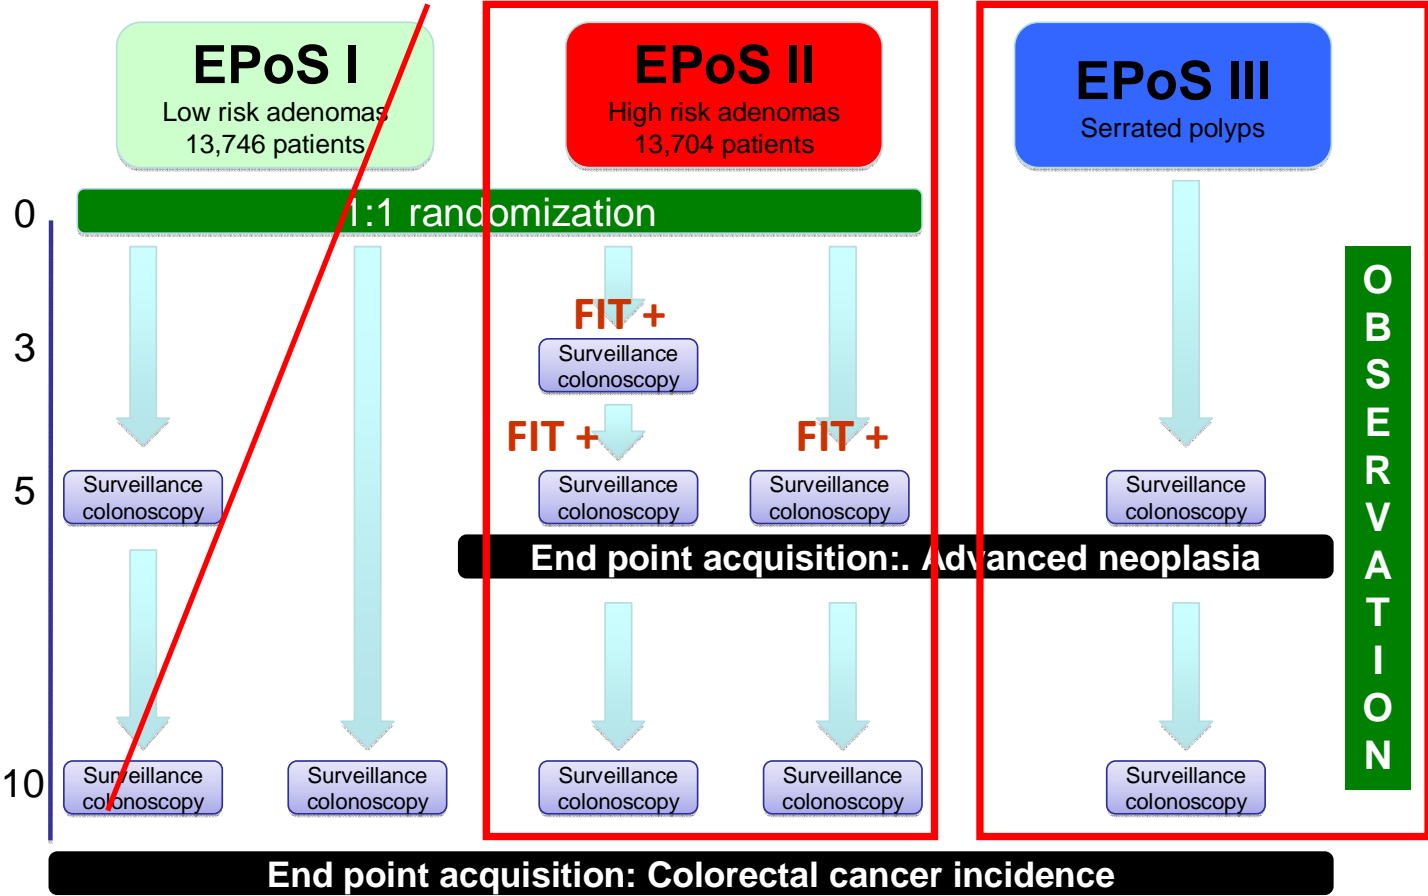 EPoS I
Low risk adenomas
13,746 patients
EPoS II
High risk adenomas
13,704 patients
EPoS III
Serrated polyps
0
1:1 randomization
FIT +
3
Surveillance
colonoscopy
FIT +
FIT +
5
Surveillance
colonoscopy
Surveillance
colonoscopy
Surveillance
colonoscopy
Surveillance
colonoscopy
End point acquisition:. Advanced neoplasia
10
Surveillance
colonoscopy
Surveillance
colonoscopy
Surveillance
colonoscopy
Surveillance
colonoscopy
Surveillance
colonoscopy
O
B
S
E
R
V
A
T
I
O
N
End point acquisition: Colorectal cancer incidence